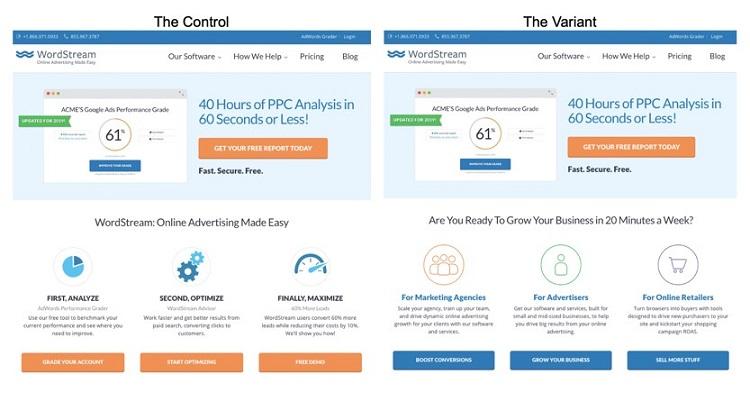 The Control
+1.866.071.0933 855.967.3787 AdWords Grader Login
WordStream
Online Advertising Made Easy
Our Software How We Help Pricing Blog
ACME'S Google Ads Performance Grade
UPDATED FOR 2019!
61%
IMPROVE YOUR GRADE
40 Hours of PPC Analysis in
60 Seconds or Less!
GET YOUR FREE REPORT TODAY
Fast. Secure. Free.
WordStream: Online Advertising Made Easy
FIRST, ANALYZE
AdWords Performance Grader
Use our free tool to benchmark your
current performance and see where you
need to improve.
GRADE YOUR ACCOUNT
SECOND, OPTIMIZE
WordStream Advisor
Work faster and get better results from
paid search, converting clicks to
customers.
START OPTIMIZING
FINALLY, MAXIMIZE
60% More Leads
WordStream users convert 60% more
leads while reducing their costs by 10%.
We'll show you how!
FREE DEMO
The Variant
+1.866.071.0933 855.967.3787 AdWords Grader Login
WordStream
Online Advertising Made Easy
Our Software How We Help Pricing Blog
ACME'S Google Ads Performance Grade
UPDATED FOR 2019!
61%
IMPROVE YOUR GRADE
40 Hours of PPC Analysis in
60 Seconds or Less!
GET YOUR FREE REPORT TODAY
Fast. Secure. Free.
Are You Ready To Grow Your Business in 20 Minutes a Week?
For Marketing Agencies
Scale your agency, train up your team,
and drive dynamic online advertising
growth for your clients with our software
and services.
BOOST CONVERSIONS
For Advertisers
Get our software and services, built for
small and mid-sized businesses, to help
you drive big results from your online
advertising.
GROW YOUR BUSINESS
For Online Retailers
Turn browsers into buyers with tools
designed to drive new purchasers to your
site and kickstart your shipping
campaign ROAS.
SELL MORE STUFF